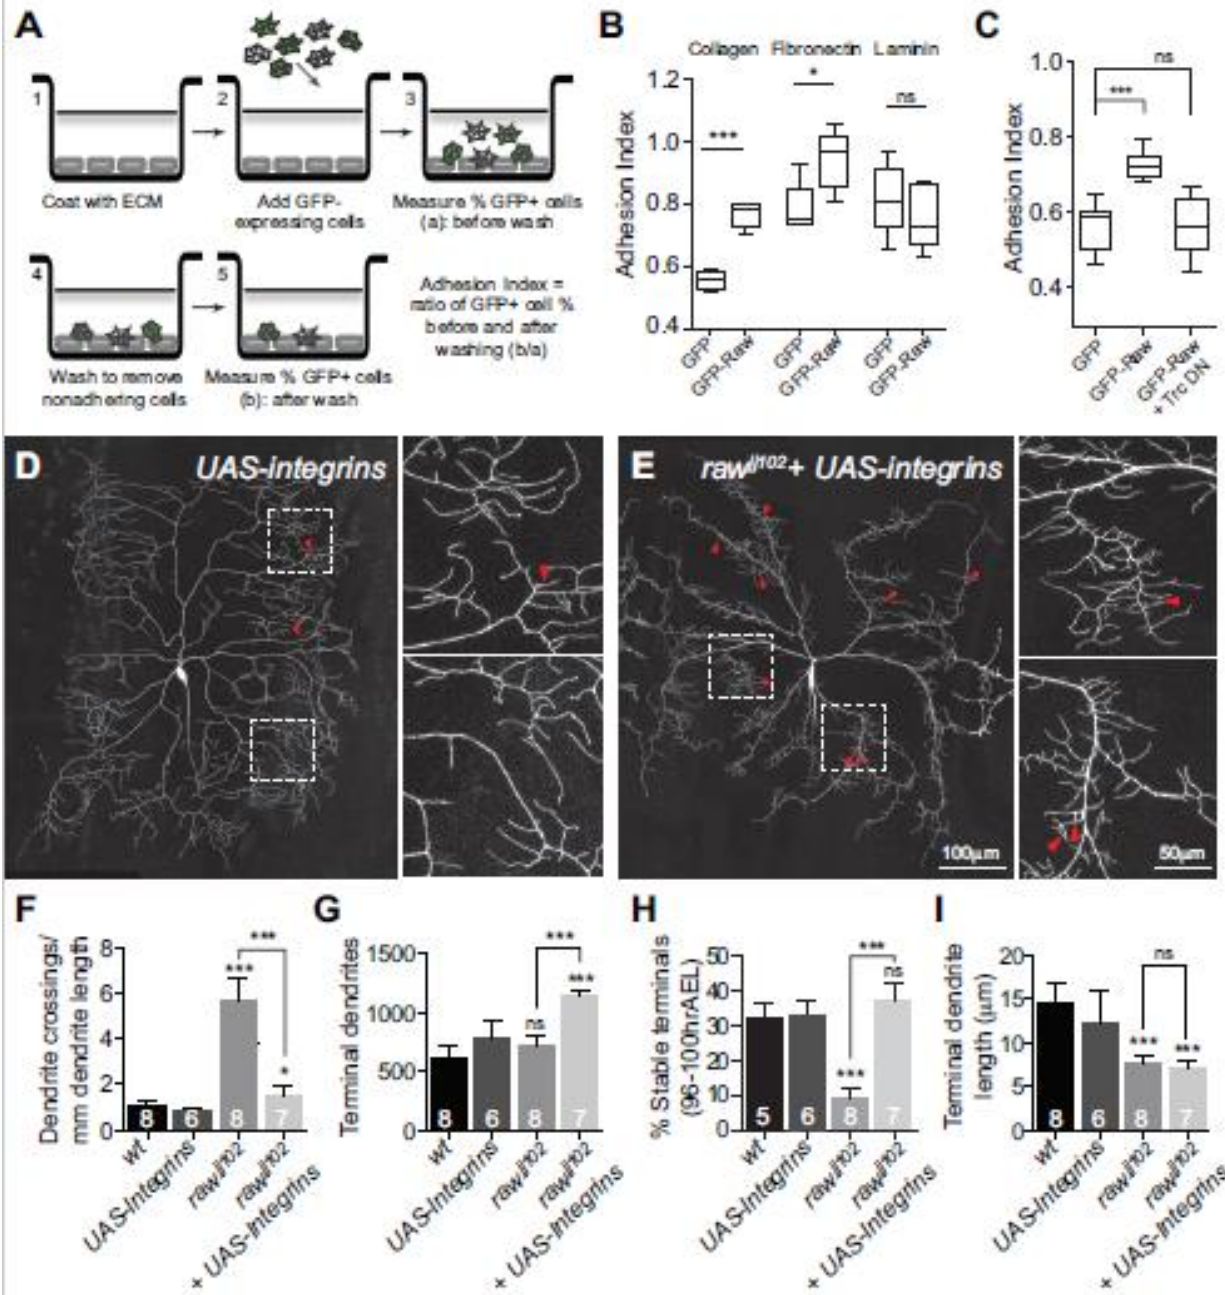 A
1
2
3
Coat with ECM
Add GFP-
expressing cells
Measure % GFP+ cells
(a): before wash
4
5
Wash to remove
nonadhering cells
Measure % GFP+ cells
(b): after wash
Adhesion Index =
ratio of GFP+ cell %
before and after
washing (b/a)
B
Collagen Fibronectin Laminin
Adhesion Index
1.2
1.0
0.8
0.6
0.4
***
*
ns
GFP
GFP-Raw
GFP
GFP-Raw
GFP
GFP-Raw
C
Adhesion Index
1.0
0.8
0.6
0.4
ns
***
GFP
GFP-Raw
GFP-Raw
+ Trc DN
D
UAS-integrins
E
raw + UAS-integrins
100µm
50µm
F
Dendrite crossings/
mm dendrite length
8
6
4
2
0
***
***
*
8 6 8 7
wt
UAS-Integrins
raw
raw
+ UAS-Integrins
G
Terminal dendrites
1500
1000
500
0
***
ns
***
8 6 8 7
wt
UAS-Integrins
raw
raw
+ UAS-Integrins
H
% Stable terminals
(96-100hrAEL)
50
40
30
20
10
0
***
ns
***
5 6 8 7
wt
UAS-Integrins
raw
raw
+ UAS-Integrins
I
Terminal dendrite
length (µm)
20
15
10
5
0
ns
***
***
8 6 8 7
wt
UAS-Integrins
raw
raw
+ UAS-Integrins